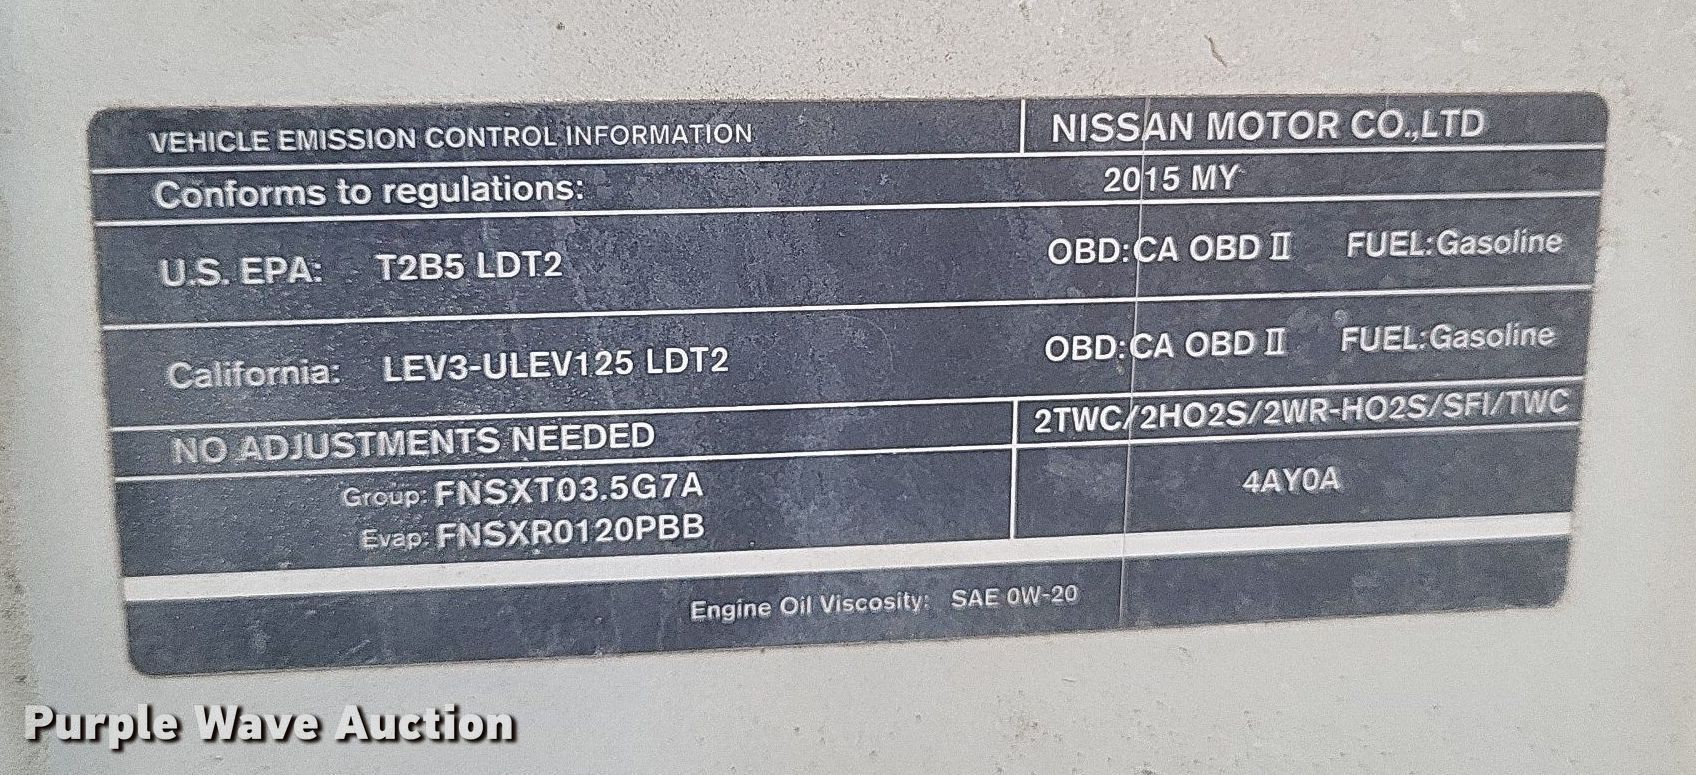 VEHICLE EMISSION CONTROL INFORMATION NISSAN MOTOR CO.,LTD
Conforms to regulations: 2015 MY
U.S. EPA: T2B5 LDT2 OBD:CA OBD II FUEL:Gasoline
California: LEV3-ULEV125 LDT2 OBD:CA OBD II FUEL:Gasoline
NO ADJUSTMENTS NEEDED 2TWC/2HO2S/2WR-HO2S/SFI/TWC
Group: FNSXT03.5G7A 4AY0A
Evap: FNSXR0120PBB
Engine Oil Viscosity: SAE 0W-20
Purple Wave Auction